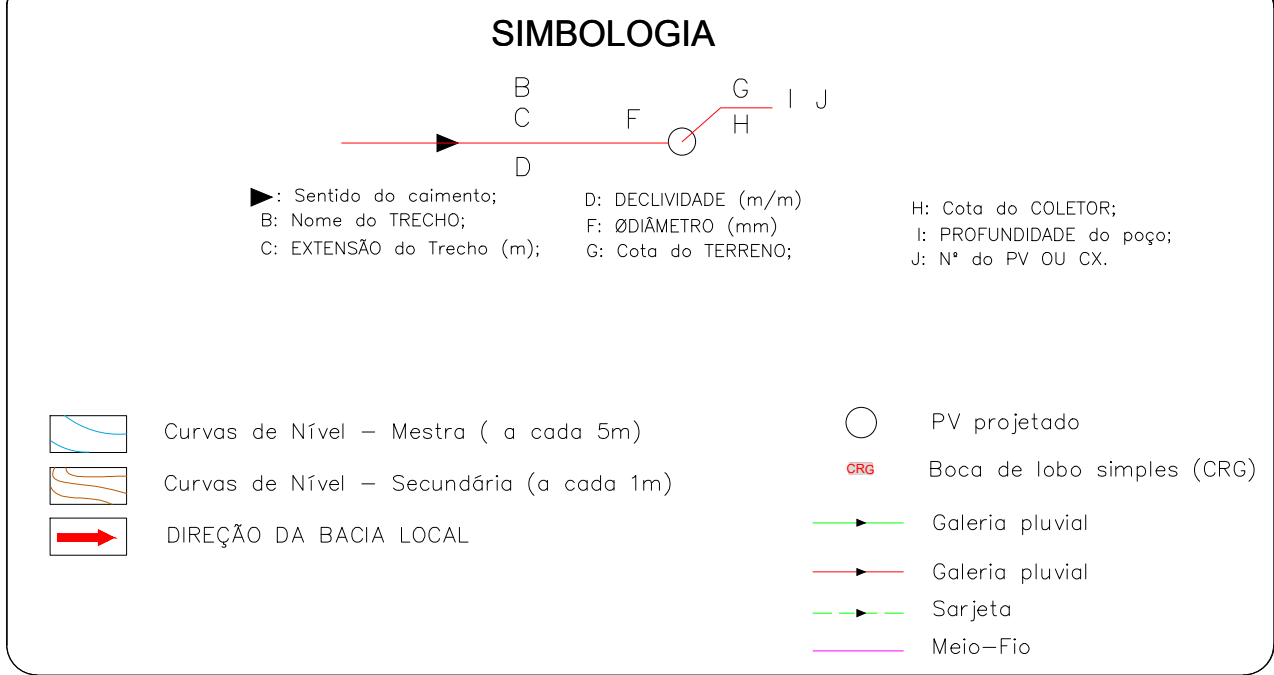 SIMBOLOGIA
B
C
D
F
G
H
I J
: Sentido do caimento;
B: Nome do TRECHO;
C: EXTENSÃO do Trecho (m);
D: DECLIVIDADE (m/m)
F: ØDIÂMETRO (mm)
G: Cota do TERRENO;
H: Cota do COLETOR;
I: PROFUNDIDADE do poço;
J: Nº do PV OU CX.
Curvas de Nível – Mestra ( a cada 5m)
Curvas de Nível – Secundária (a cada 1m)
DIREÇÃO DA BACIA LOCAL
PV projetado
CRG Boca de lobo simples (CRG)
Galeria pluvial
Galeria pluvial
Sarjeta
Meio–Fio